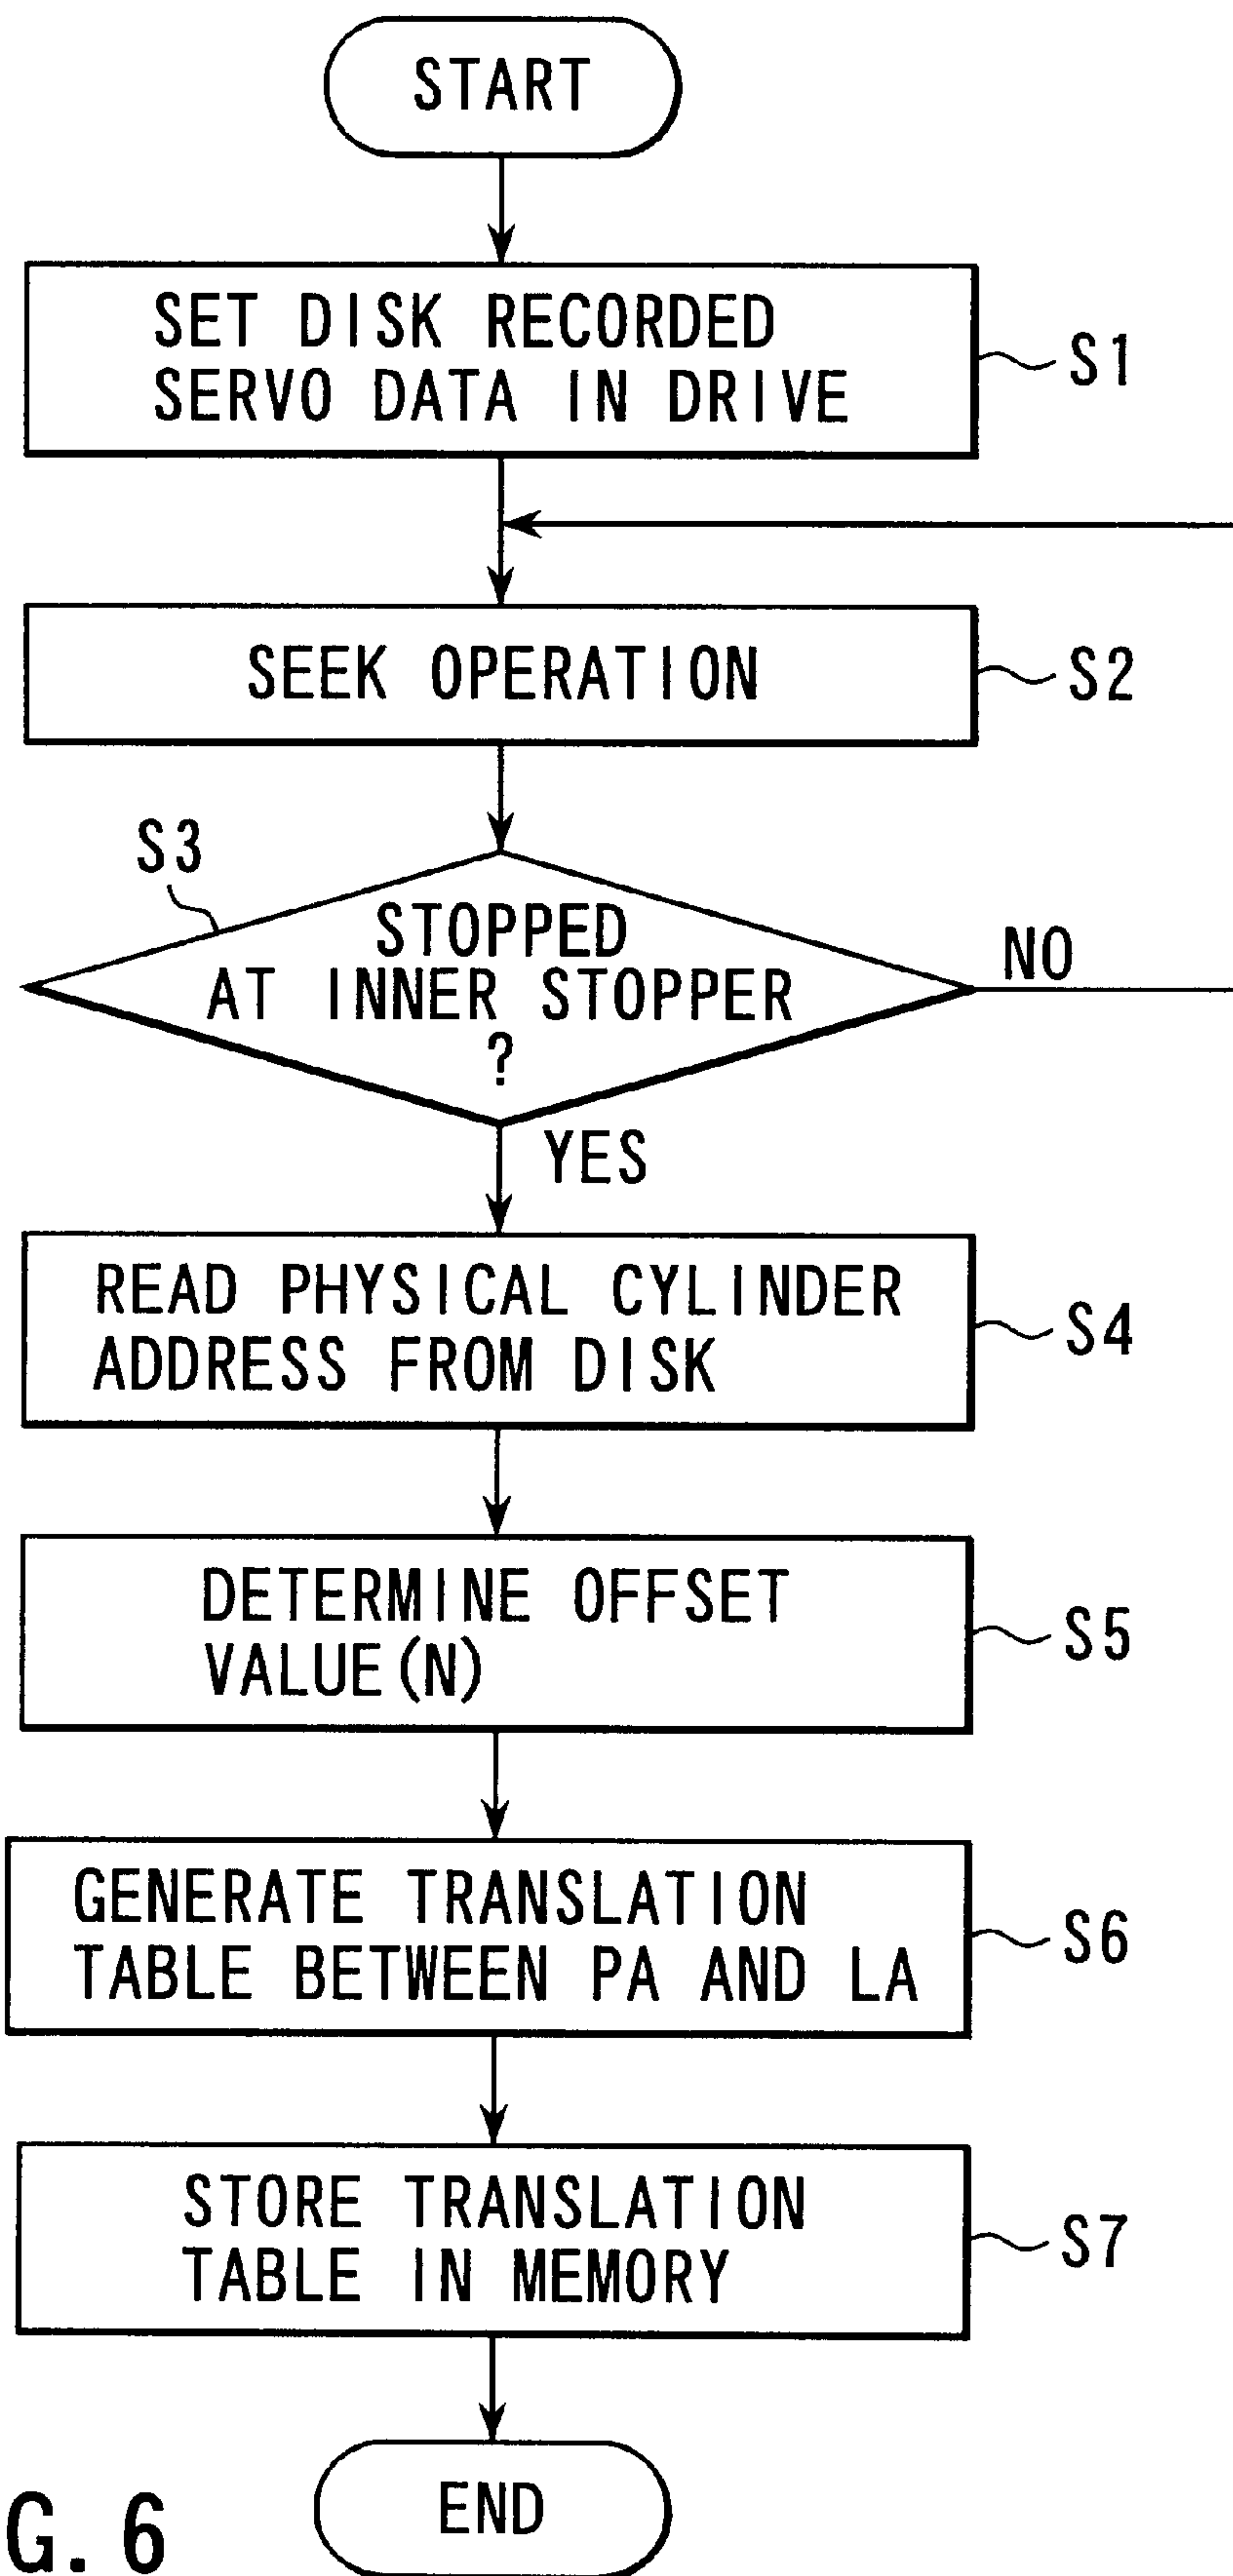 START
SET DISK RECORDED
SERVO DATA IN DRIVE
S1
SEEK OPERATION
S2
S3
STOPPED
AT INNER STOPPER
?
NO
YES
READ PHYSICAL CYLINDER
ADDRESS FROM DISK
S4
DETERMINE OFFSET
VALUE(N)
S5
GENERATE TRANSLATION
TABLE BETWEEN PA AND LA
S6
STORE TRANSLATION
TABLE IN MEMORY
S7
END
G. 6